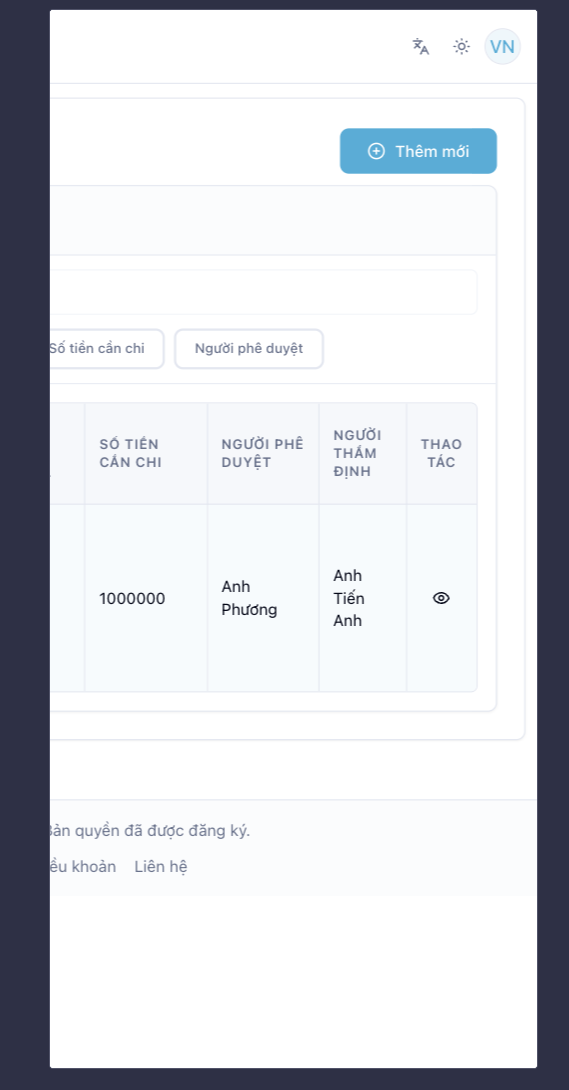 VN
Thêm mới
Số tiền cần chi
Người phê duyệt
SỐ TIỀN
CẦN CHI
NGƯỜI PHÊ
DUYỆT
NGƯỜI
THẨM
ĐỊNH
THAO
TÁC
1000000
Anh
Phương
Anh
Tiến
Anh
Bản quyền đã được đăng ký.
khoản
Liên hệ